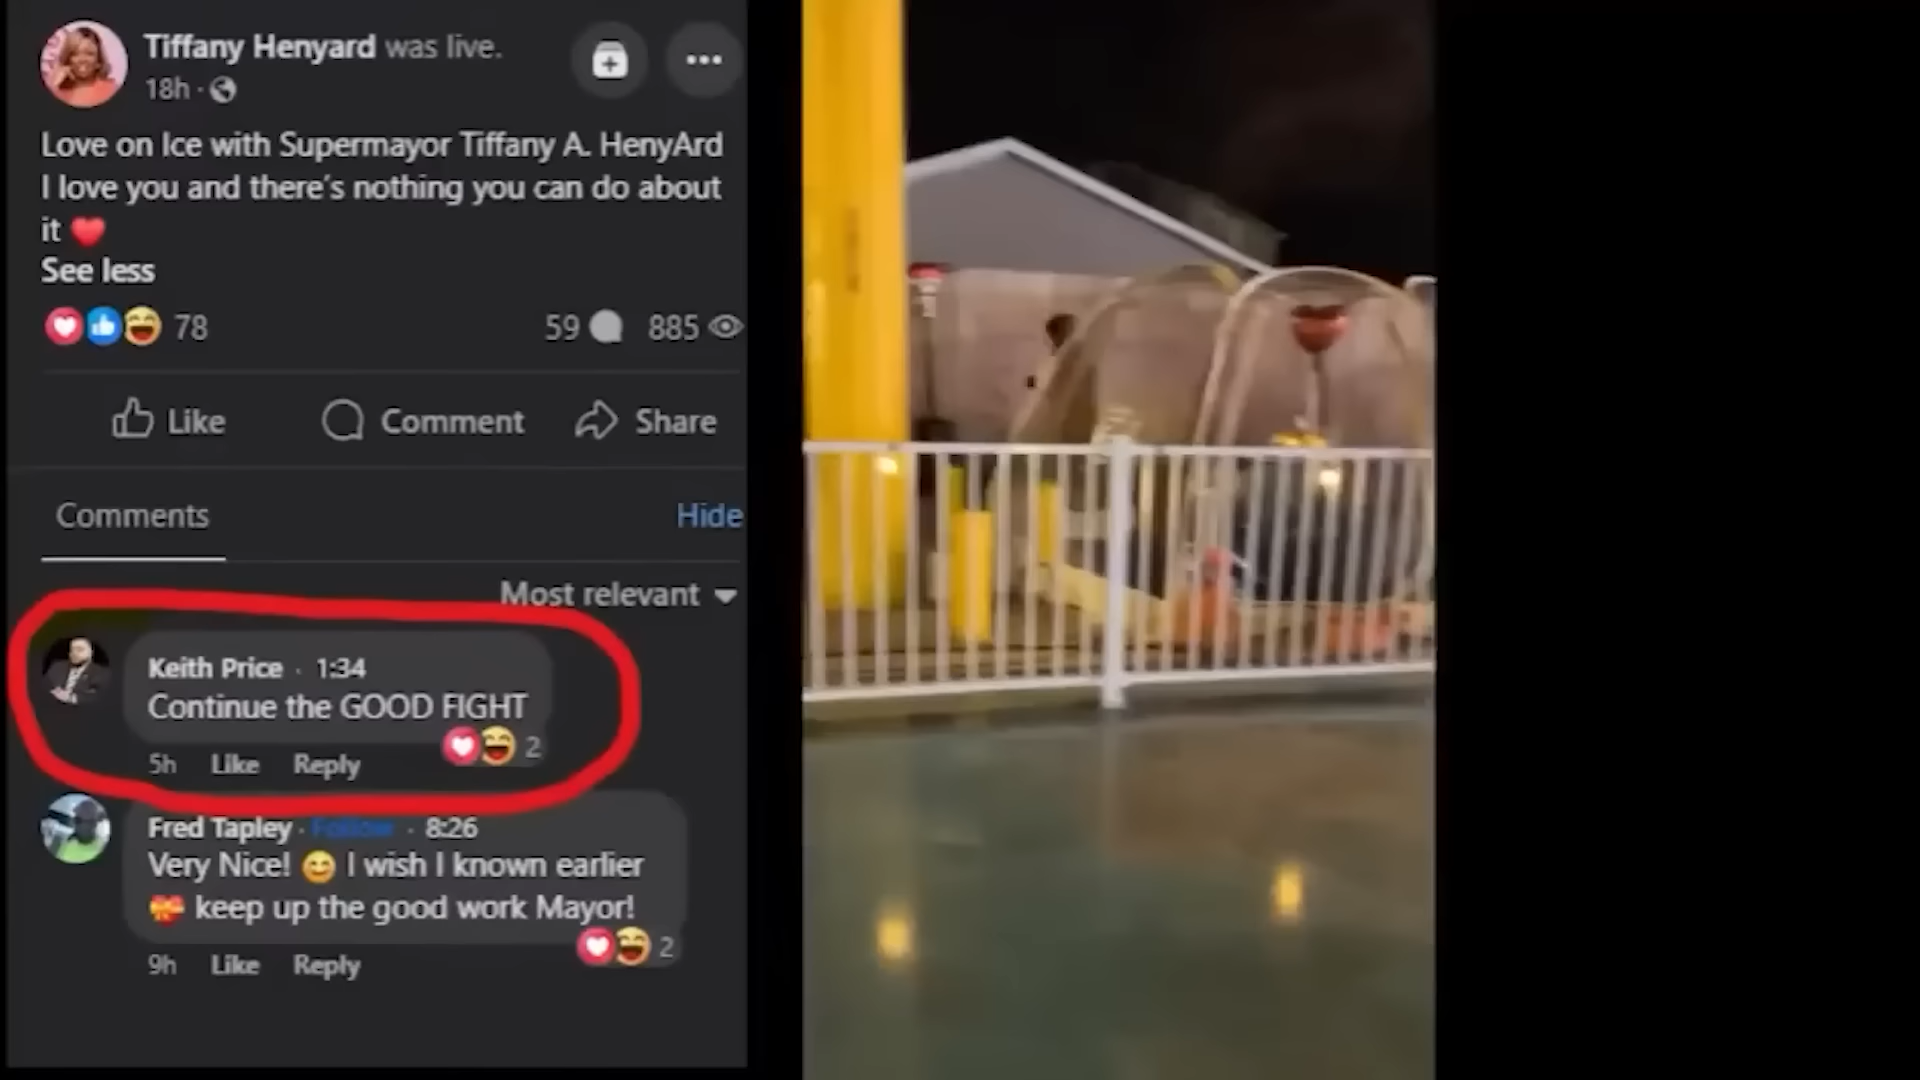 Tiffany Henyard was live.
18h ·
Love on Ice with Supermayor Tiffany A. HenyArd
I love you and there's nothing you can do about
it ❤️
See less
78 59 885
Like Comment Share
Comments Hide
Most relevant
Keith Price · 1:34
Continue the GOOD FIGHT
2
5h Like Reply
Fred Tapley · Follow · 8:26
Very Nice! 😊 I wish I known earlier
💝 keep up the good work Mayor!
2
9h Like Reply